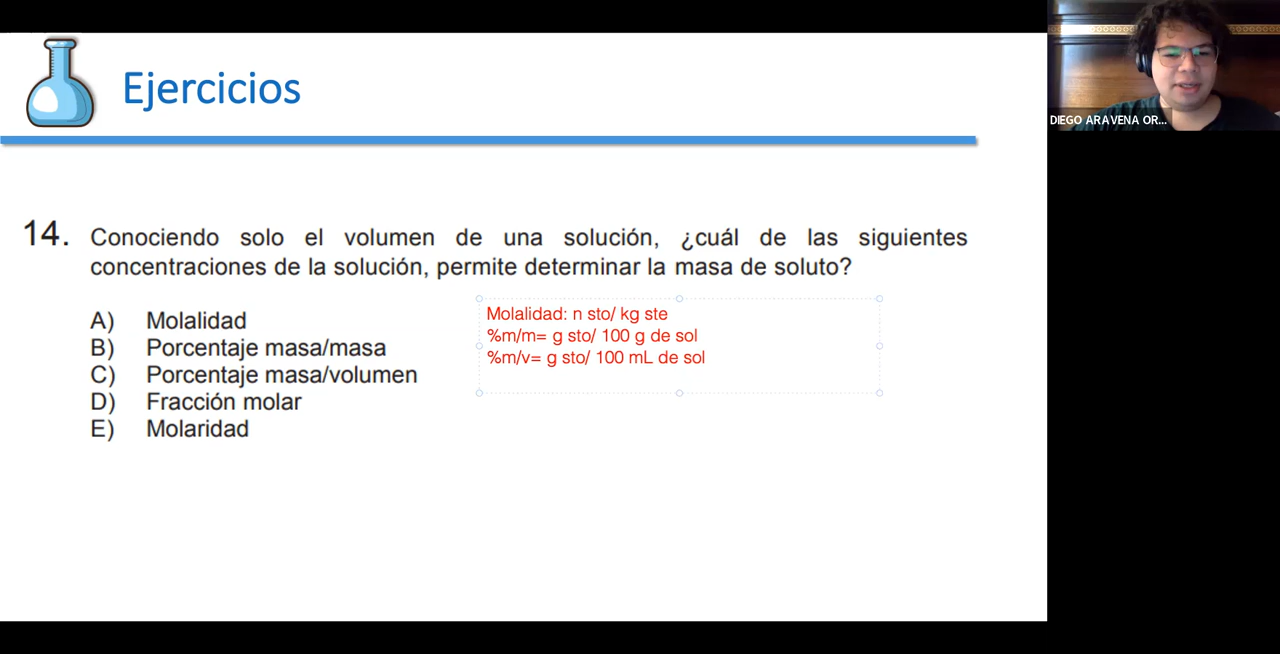 Ejercicios
DIEGO ARAVENA OR...
14. Conociendo solo el volumen de una solución, ¿cuál de las siguientes
concentraciones de la solución, permite determinar la masa de soluto?
A) Molalidad
B) Porcentaje masa/masa
C) Porcentaje masa/volumen
D) Fracción molar
E) Molaridad
Molalidad: n sto/ kg ste
%m/m= g sto/ 100 g de sol
%m/v= g sto/ 100 mL de sol